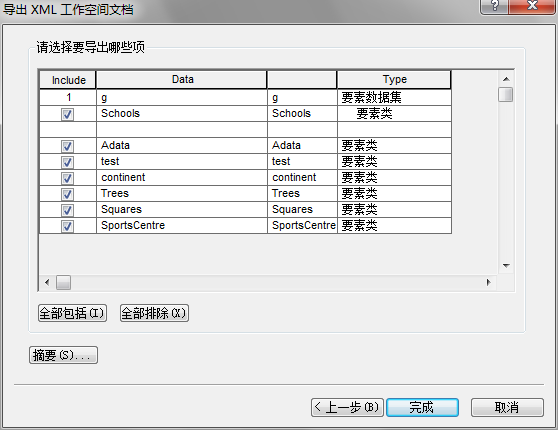 导出 XML 工作空间文档
请选择要导出哪些项
Include Data Type
1 g g 要素数据集
Schools Schools 要素类
Adata Adata 要素类
test test 要素类
continent continent 要素类
Trees Trees 要素类
Squares Squares 要素类
SportsCentre SportsCentre 要素类
全部包括(I) 全部排除(X)
摘要(S)...
< 上一步(B) 完成 取消